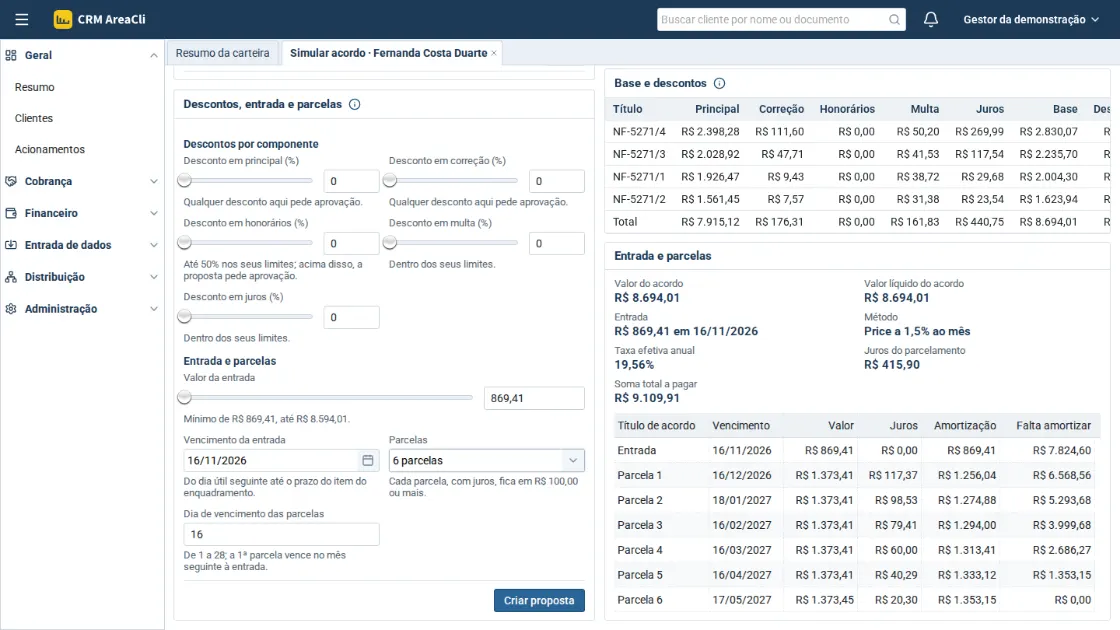 CRM AreaCli
Buscar cliente por nome ou documento
Gestor da demonstração
Geral
Resumo
Clientes
Acionamentos
Cobrança
Financeiro
Entrada de dados
Distribuição
Administração
Resumo da carteira
Simular acordo · Fernanda Costa Duarte ×
Descontos, entrada e parcelas
Descontos por componente
Desconto em principal (%)
Desconto em correção (%)
0
0
Qualquer desconto aqui pede aprovação.
Qualquer desconto aqui pede aprovação.
Desconto em honorários (%)
Desconto em multa (%)
0
0
Até 50% nos seus limites; acima disso, a
proposta pede aprovação.
Dentro dos seus limites.
Desconto em juros (%)
0
Dentro dos seus limites.
Entrada e parcelas
Valor da entrada
869,41
Mínimo de R$ 869,41, até R$ 8.594,01.
Vencimento da entrada
Parcelas
16/11/2026
6 parcelas
Do dia útil seguinte até o prazo do item do
enquadramento.
Cada parcela, com juros, fica em R$ 100,00
ou mais.
Dia de vencimento das parcelas
16
De 1 a 28; a 1ª parcela vence no mês
seguinte à entrada.
Criar proposta
Base e descontos
Título Principal Correção Honorários Multa Juros Base Des
NF-5271/4 R$ 2.398,28 R$ 111,60 R$ 0,00 R$ 50,20 R$ 269,99 R$ 2.830,07 R
NF-5271/3 R$ 2.028,92 R$ 47,71 R$ 0,00 R$ 41,53 R$ 117,54 R$ 2.235,70 R
NF-5271/1 R$ 1.926,47 R$ 9,43 R$ 0,00 R$ 38,72 R$ 29,68 R$ 2.004,30 R
NF-5271/2 R$ 1.561,45 R$ 7,57 R$ 0,00 R$ 31,38 R$ 23,54 R$ 1.623,94 R
Total R$ 7.915,12 R$ 176,31 R$ 0,00 R$ 161,83 R$ 440,75 R$ 8.694,01 R
Entrada e parcelas
Valor do acordo
R$ 8.694,01
Valor líquido do acordo
R$ 8.694,01
Entrada
R$ 869,41 em 16/11/2026
Método
Price a 1,5% ao mês
Taxa efetiva anual
19,56%
Juros do parcelamento
R$ 415,90
Soma total a pagar
R$ 9.109,91
Título de acordo Vencimento Valor Juros Amortização Falta amortizar
Entrada 16/11/2026 R$ 869,41 R$ 0,00 R$ 869,41 R$ 7.824,60
Parcela 1 16/12/2026 R$ 1.373,41 R$ 117,37 R$ 1.256,04 R$ 6.568,56
Parcela 2 18/01/2027 R$ 1.373,41 R$ 98,53 R$ 1.274,88 R$ 5.293,68
Parcela 3 16/02/2027 R$ 1.373,41 R$ 79,41 R$ 1.294,00 R$ 3.999,68
Parcela 4 16/03/2027 R$ 1.373,41 R$ 60,00 R$ 1.313,41 R$ 2.686,27
Parcela 5 16/04/2027 R$ 1.373,41 R$ 40,29 R$ 1.333,12 R$ 1.353,15
Parcela 6 17/05/2027 R$ 1.373,45 R$ 20,30 R$ 1.353,15 R$ 0,00